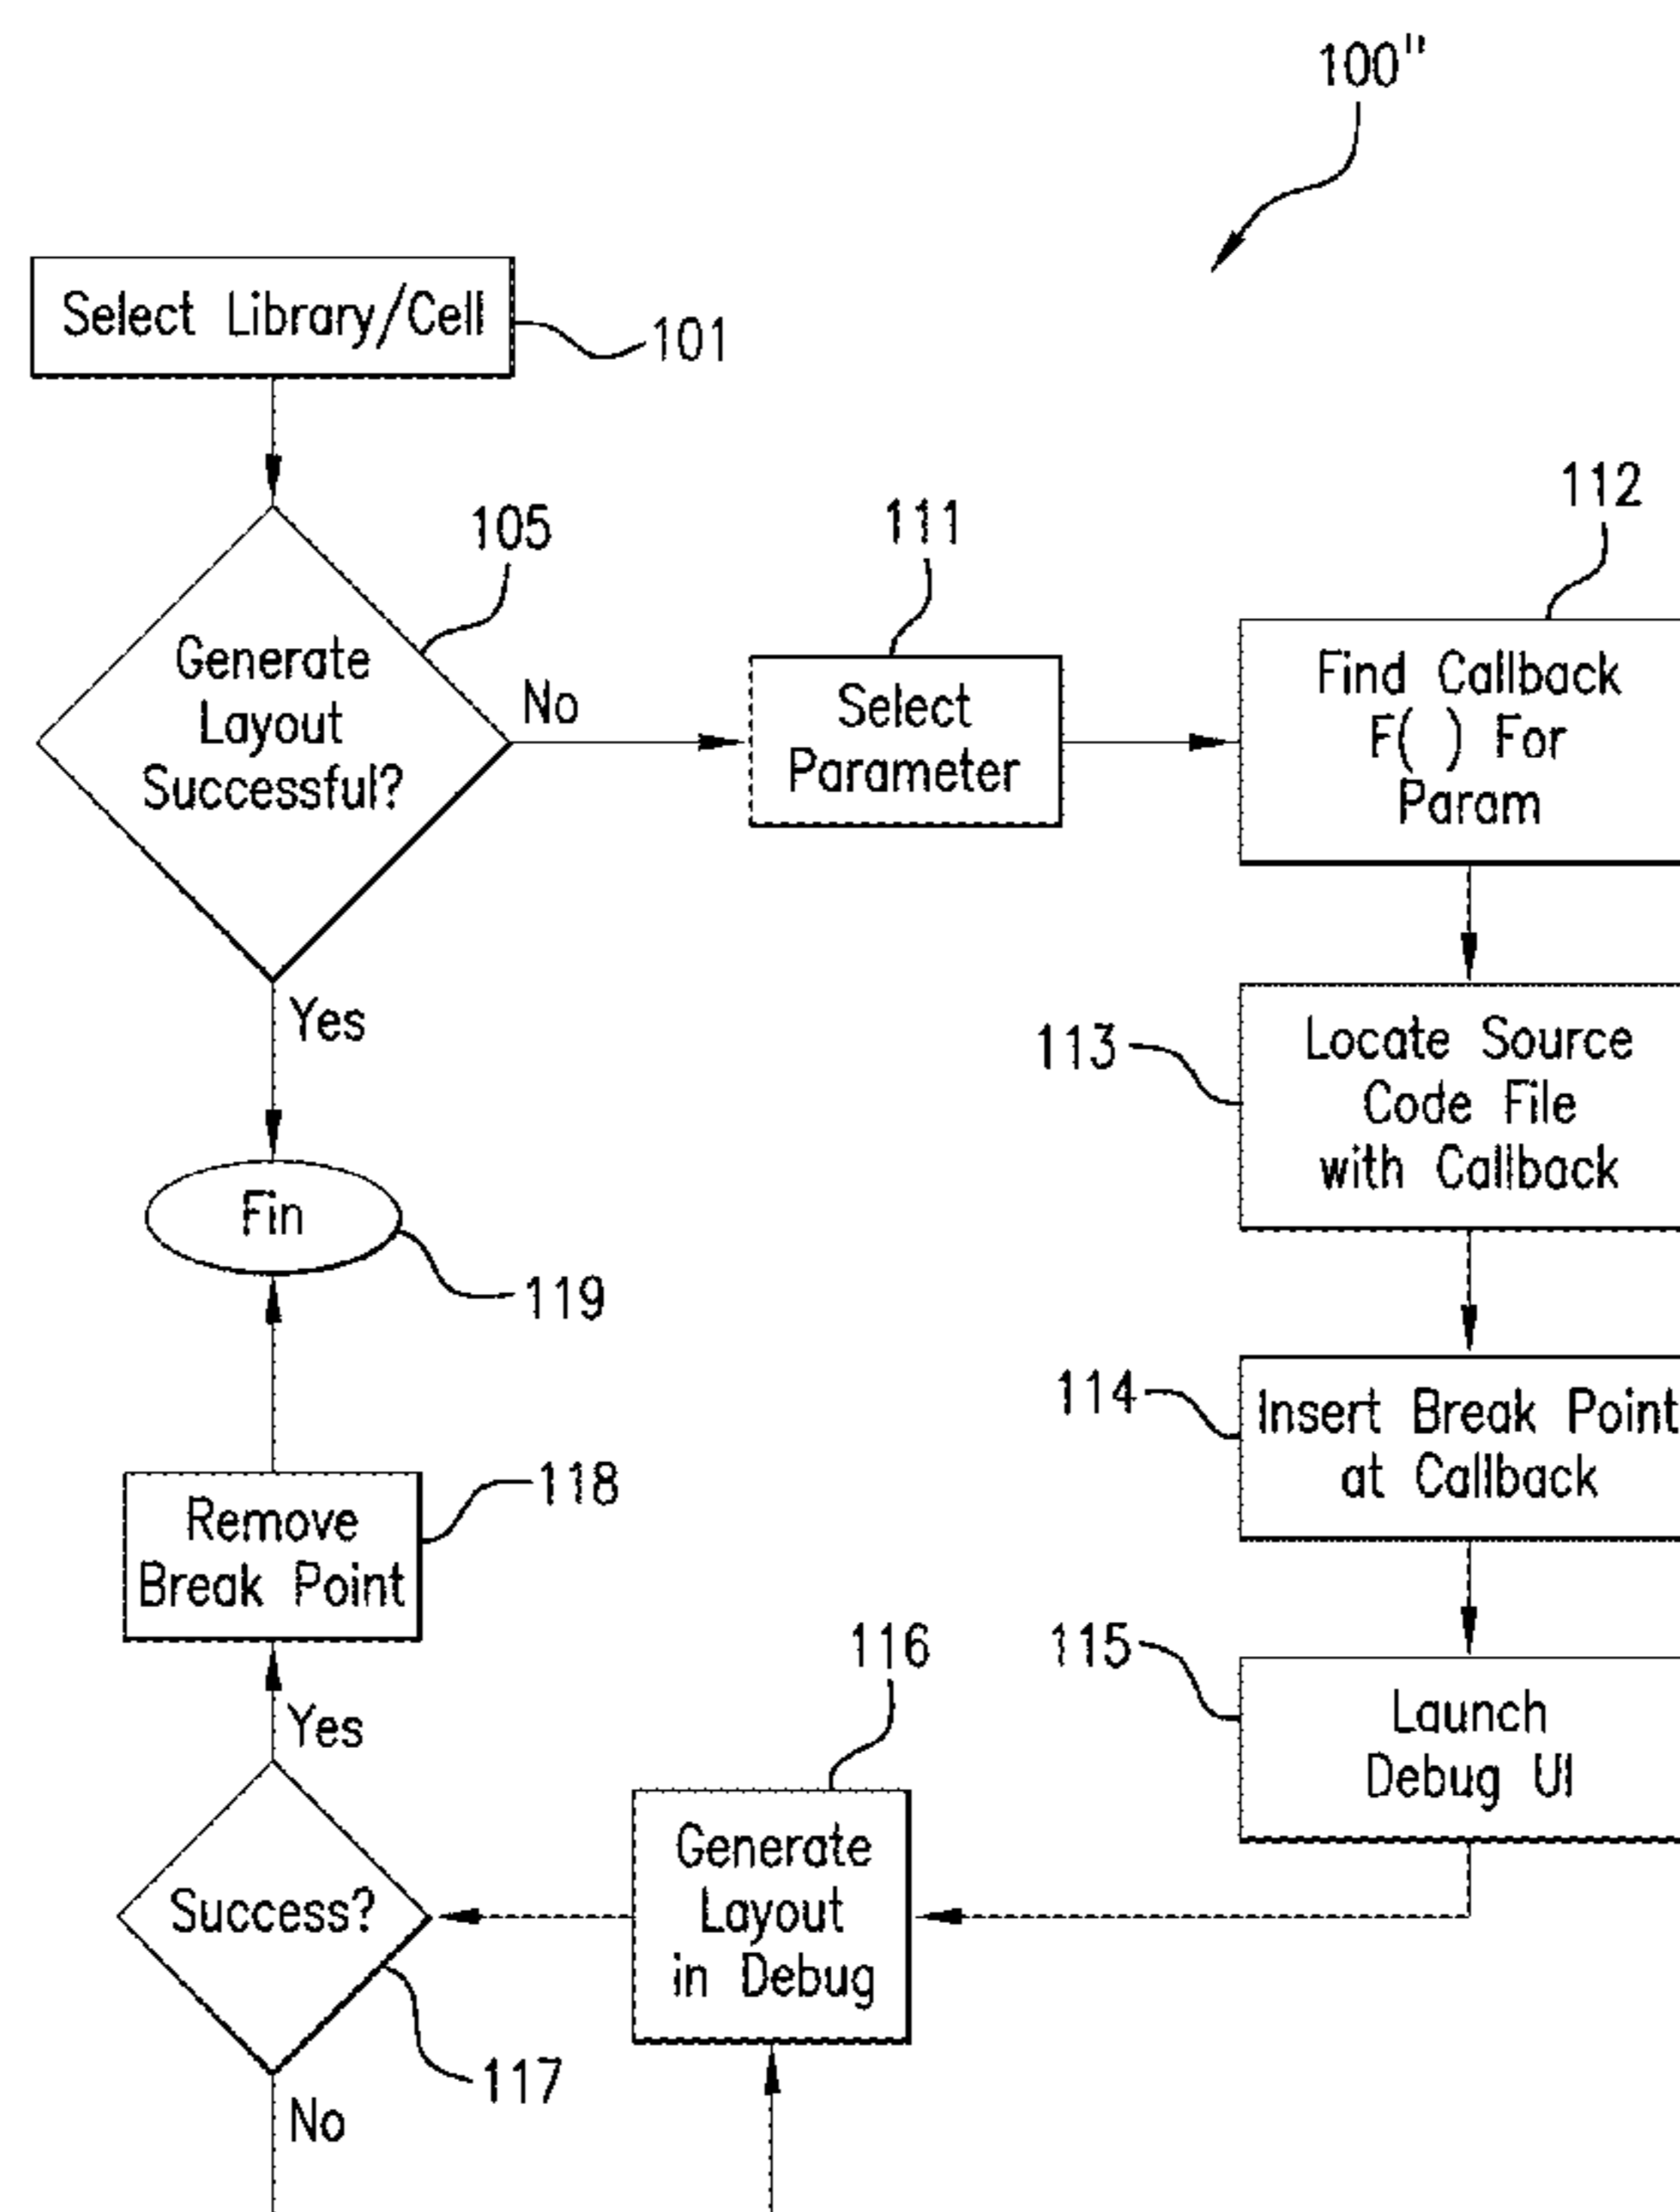 100"
Select Library/Cell
101
105
Generate
Layout
Successful?
No
Yes
111
Select
Parameter
112
Find Callback
F( ) For
Param
113
Locate Source
Code File
with Callback
Fin
119
114
Insert Break Point
at Callback
118
Remove
Break Point
115
Launch
Debug UI
116
Generate
Layout
in Debug
Yes
Success?
117
No